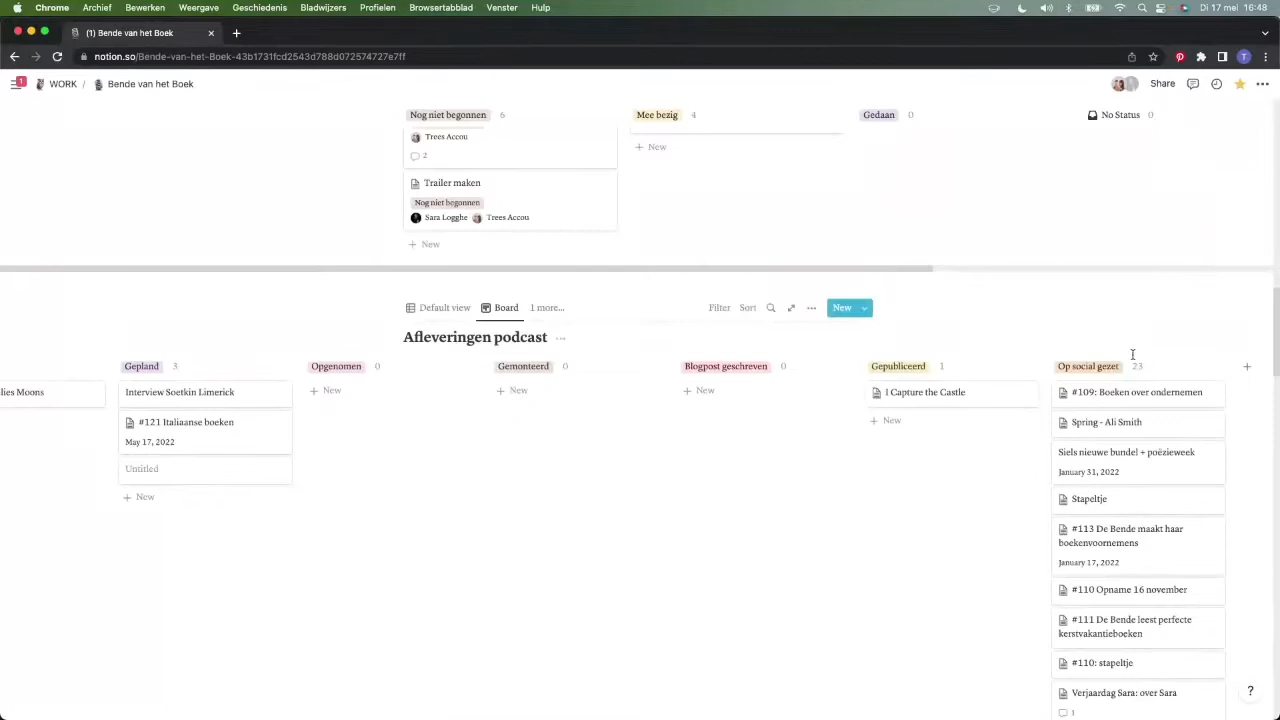 Chrome Archief Bewerken Weergave Geschiedenis Bladwijzers Profielen Browsertabblad Venster Hulp Di 17 mei 16:48
(1) Bende van het Boek
notion.so/Bende-van-het-Boek-43b1731fcd2543d788d072574727e7ff T
1 WORK / Bende van het Boek Share
Nog niet begonnen 6 Mee bezig 4 Gedaan 0 No Status 0
Trees Accou
2
+ New
Trailer maken
Nog niet begonnen
Sara Logghe Trees Accou
+ New
Default view Board 1 more... Filter Sort New
Afleveringen podcast
Gepland 3 Opgenomen 0 Gemonteerd 0 Blogpost geschreven 0 Gepubliceerd 1 Op social gezet 23
lies Moons
Interview Soetkin Limerick
#121 Italiaanse boeken
May 17, 2022
Untitled
+ New
+ New
+ New
+ New
I Capture the Castle
+ New
#109: Boeken over ondernemen
Spring - Ali Smith
Siels nieuwe bundel + poëzieweek
January 31, 2022
Stapeltje
#113 De Bende maakt haar
boekenvoornemens
January 17, 2022
#110 Opname 16 november
#111 De Bende leest perfecte
kerstvakantieboeken
#110: stapeltje
Verjaardag Sara: over Sara
1
?